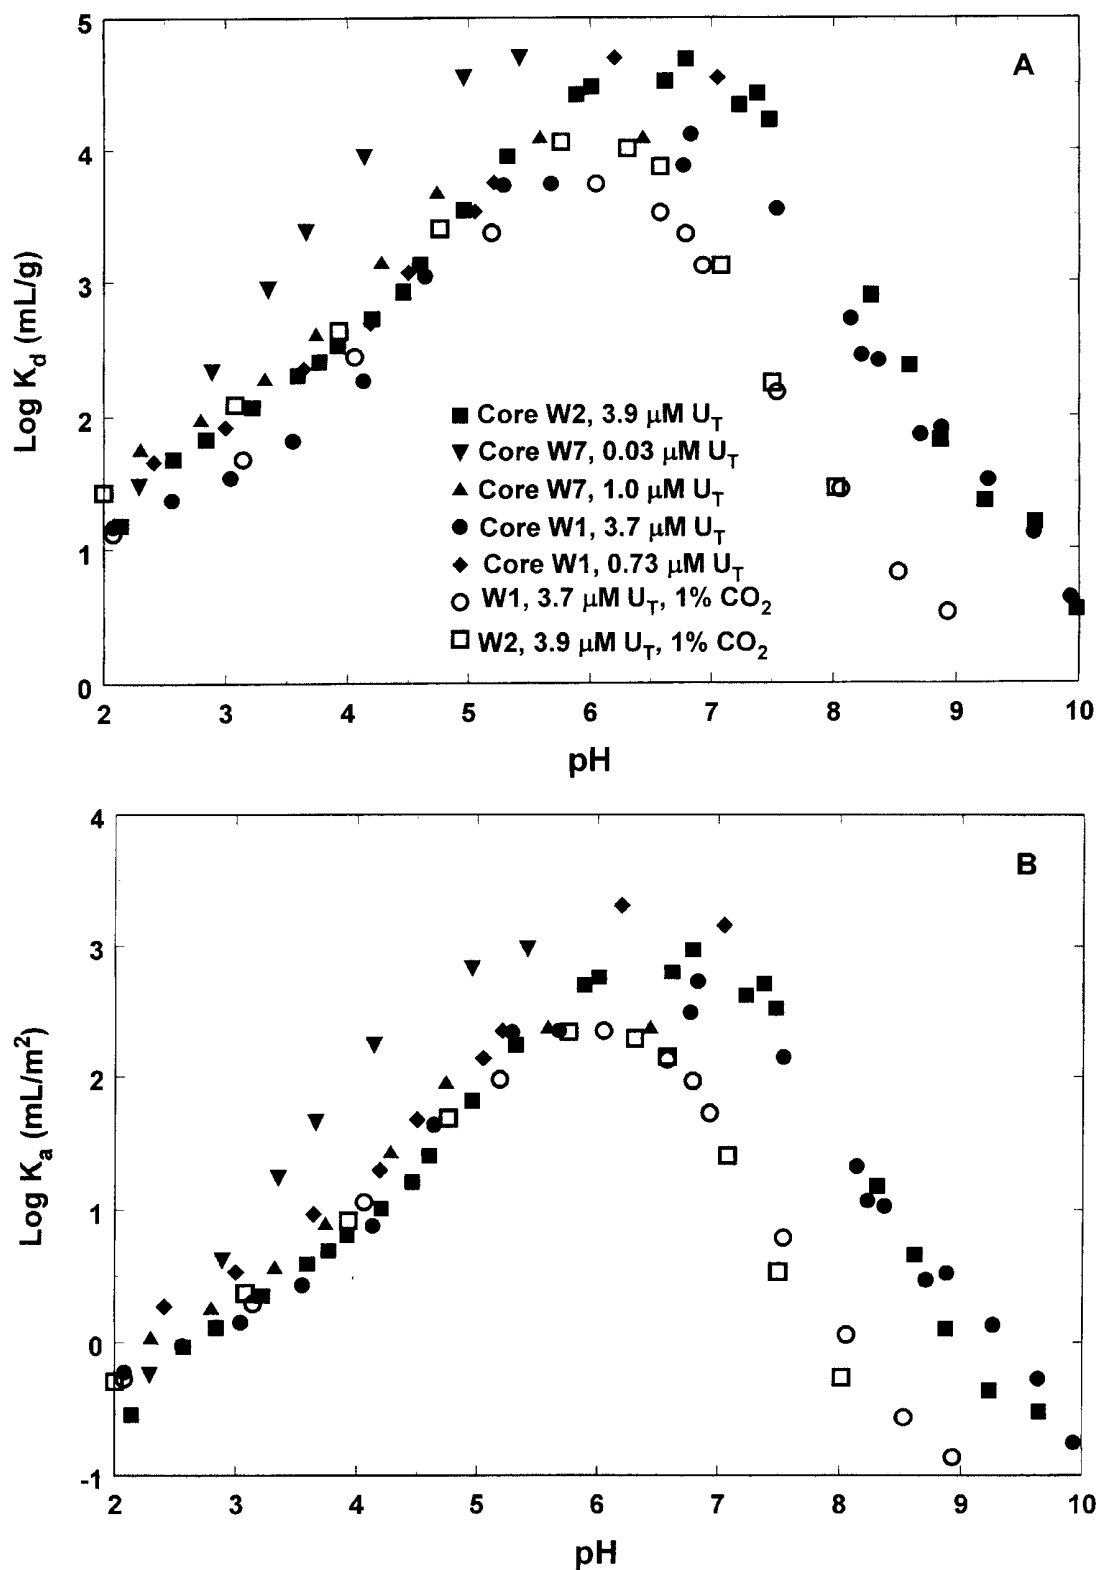 A
5
4
3
2
1
0
Log K_d (mL/g)
Core W2, 3.9 μM U_T
Core W7, 0.03 μM U_T
Core W7, 1.0 μM U_T
Core W1, 3.7 μM U_T
Core W1, 0.73 μM U_T
W1, 3.7 μM U_T, 1% CO_2
W2, 3.9 μM U_T, 1% CO_2
2 3 4 5 6 7 8 9 10
pH
B
4
3
2
1
0
-1
Log K_a (mL/m^2)
2 3 4 5 6 7 8 9 10
pH